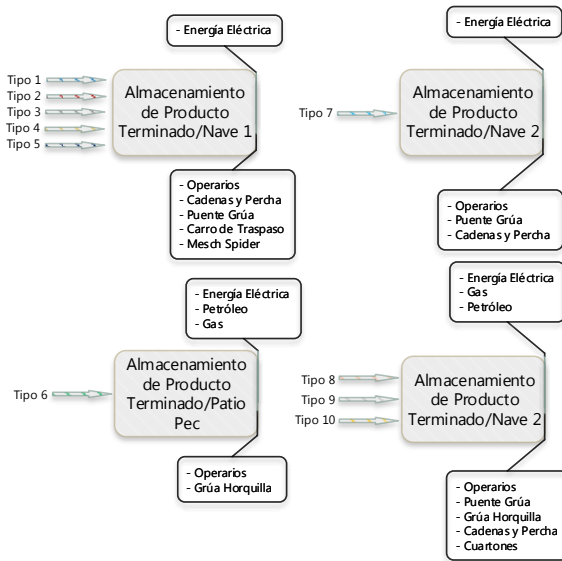 - Energía Eléctrica
Tipo 1
Tipo 2
Tipo 3
Tipo 4
Tipo 5
Almacenamiento
de Producto
Terminado/Nave 1
- Operarios
- Cadenas y Percha
- Puente Grúa
- Carro de Traspaso
- Mesch Spider
- Energía Eléctrica
Tipo 7
Almacenamiento
de Producto
Terminado/Nave 2
- Operarios
- Puente Grúa
- Cadenas y Percha
- Energía Eléctrica
- Petróleo
- Gas
Tipo 6
Almacenamiento
de Producto
Terminado/Patio
Pec
- Operarios
- Grúa Horquilla
- Energía Eléctrica
- Gas
- Petróleo
Tipo 8
Tipo 9
Tipo 10
Almacenamiento
de Producto
Terminado/Nave 2
- Operarios
- Puente Grúa
- Grúa Horquilla
- Cadenas y Percha
- Cuartones